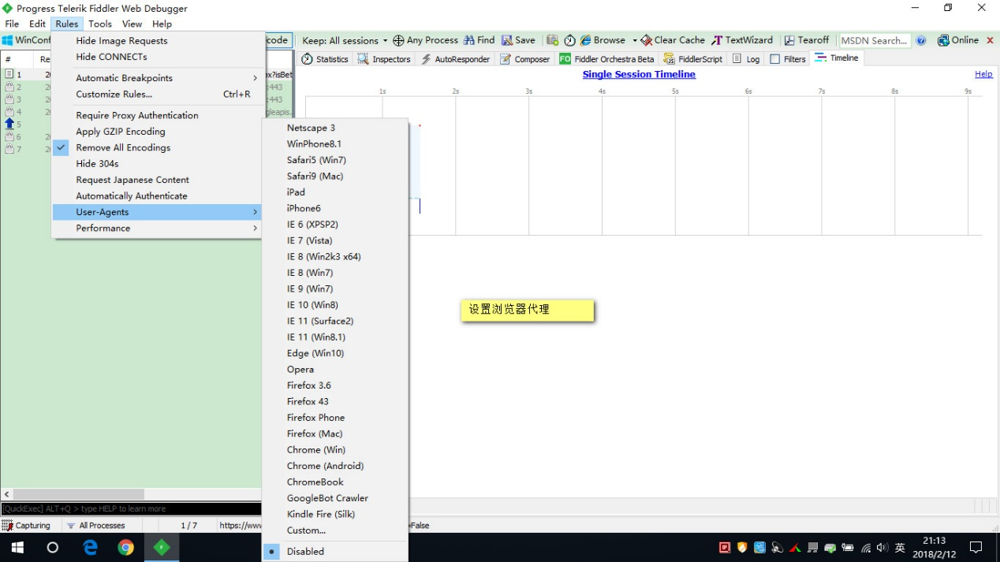 Progress Telerik Fiddler Web Debugger
File Edit Rules Tools View Help
WinConf
code Keep: All sessions Any Process Find Save Browse Clear Cache TextWizard Tearoff MSDN Search... Online
# Re
Statistics Inspectors AutoResponder Composer FO Fiddler Orchestra Beta FiddlerScript Log Filters Timeline
Single Session Timeline Help
1s 2s 3s 4s 5s 6s 7s 8s 9s
1 20 ox?isBet
2 20 :443
3 20 :443
4 20 gleapis.
5
6 20
7 20
Hide Image Requests
Hide CONNECTs
Automatic Breakpoints
Customize Rules... Ctrl+R
Require Proxy Authentication
Apply GZIP Encoding
Remove All Encodings
Hide 304s
Request Japanese Content
Automatically Authenticate
User-Agents
Performance
Netscape 3
WinPhone8.1
Safari5 (Win7)
Safari9 (Mac)
iPad
iPhone6
IE 6 (XPSP2)
IE 7 (Vista)
IE 8 (Win2k3 x64)
IE 8 (Win7)
IE 9 (Win7)
IE 10 (Win8)
IE 11 (Surface2)
IE 11 (Win8.1)
Edge (Win10)
Opera
Firefox 3.6
Firefox 43
Firefox Phone
Firefox (Mac)
Chrome (Win)
Chrome (Android)
ChromeBook
GoogleBot Crawler
Kindle Fire (Silk)
Custom...
Disabled
设置浏览器代理
[QuickExec] ALT+Q > type HELP to learn more
Capturing All Processes 1 / 7 https://www =False
英 21:13
2018/2/12